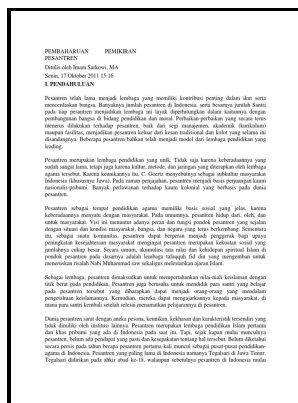 PEMBAHARUAN PEMIKIRAN
PESANTREN
Ditulis oleh Imam Sarkowi, MA
Senin, 17 Oktober 2011 15:16
I. PENDAHULUAN
Pesantren telah lama menjadi lembaga yang memiliki kontribusi penting dalam ikut serta
mencerdaskan bangsa. Banyaknya jumlah pesantren di Indonesia, serta besarnya jumlah Santri
pada tiap pesantren menjadikan lembaga ini layak diperhitungkan dalam kaitannya dengan
pembangunan bangsa di bidang pendidikan dan moral. Perbaikan-perbaikan yang secara terus
menerus dilakukan terhadap pesantren, baik dari segi manajemen, akademik (kurikulum)
maupun fasilitas, menjadikan pesantren keluar dari kesan tradisional dan kolot yang selama ini
disandangnya. Beberapa pesantren bahkan telah menjadi model dari lembaga pendidikan yang
leading.
Pesantren merupakan lembaga pendidikan yang unik. Tidak saja karena keberadaannya yang
sudah sangat lama, tetapi juga karena kultur, metode, dan jaringan yang diterapkan oleh lembaga
agama tersebut. Karena keunikannya itu, C. Geertz menyebutnya sebagai subkultur masyarakat
Indonesia (khususnya Jawa). Pada zaman penjajahan, pesantren menjadi basis perjuangan kaum
nasionalis-pribumi. Banyak perlawanan terhadap kaum kolonial yang berbasis pada dunia
pesantren.
Pesantren sebagai tempat pendidikan agama memiliki basis sosial yang jelas, karena
keberadaannya menyatu dengan masyarakat. Pada umumnya, pesantren hidup dari, oleh, dan
untuk masyarakat. Visi ini menuntut adanya peran dan fungsi pondok pesantren yang sejalan
dengan situasi dan kondisi masyarakat, bangsa, dan negara yang terus berkembang. Sementara
itu, sebagai suatu komunitas, pesantren dapat berperan menjadi penggerak bagi upaya
peningkatan kesejahteraan masyarakat mengingat pesantren merupakan kekuatan sosial yang
jumlahnya cukup besar. Secara umum, akumulasi tata nilai dan kehidupan spiritual Islam di
pondok pesantren pada dasarnya adalah lembaga tafaqquh fid din yang mengemban untuk
meneruskan risalah Nabi Muhammad saw sekaligus melestarikan ajaran Islam.
Sebagai lembaga, pesantren dimaksudkan untuk mempertahankan nilai-nilai keislaman dengan
titik berat pada pendidikan. Pesantren juga berusaha untuk mendidik para santri yang belajar
pada pesantren tersebut yang diharapkan dapat menjadi orang-orang yang mendalam
pengetahuan keislamannya. Kemudian, mereka dapat mengajarkannya kepada masyarakat, di
mana para santri kembali setelah selesai menamatkan pelajarannya di pesantren.
Dunia pesantren sarat dengan aneka pesona, keunikan, kekhasan dan karakteristik tersendiri yang
tidak dimiliki oleh institusi lainnya. Pesantren merupakan lembaga pendidikan Islam pertama
dan khas pribumi yang ada di Indonesia pada saat itu. Tapi, sejak kapan mulai munculnya
pesantren, belum ada pendapat yang pasti dan kesepakatan tentang hal tersebut. Belum diketahui
secara persis pada tahun berapa pesantren pertama kali muncul sebagai pusat-pusat pendidikan-
agama di Indonesia. Pesantren yang paling lama di Indonesia namanya Tegalsari di Jawa Timur.
Tegalsari didirikan pada akhir abad ke-18, walaupun sebetulnya pesantren di Indonesia mulai